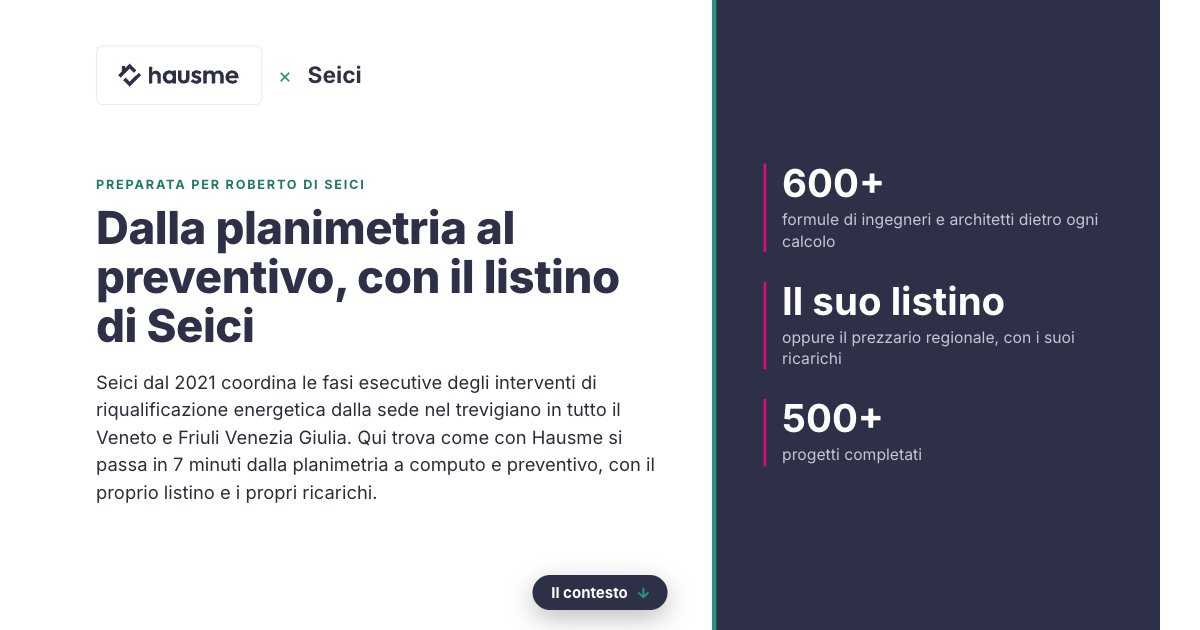 hausme × Seici
PREPARATA PER ROBERTO DI SEICI
Dalla planimetria al
preventivo, con il listino
di Seici
Seici dal 2021 coordina le fasi esecutive degli interventi di
riqualificazione energetica dalla sede nel trevigiano in tutto il
Veneto e Friuli Venezia Giulia. Qui trova come con Hausme si
passa in 7 minuti dalla planimetria a computo e preventivo, con il
proprio listino e i propri ricarichi.
Il contesto ↓
600+
formule di ingegneri e architetti dietro ogni
calcolo
Il suo listino
oppure il prezzario regionale, con i suoi
ricarichi
500+
progetti completati